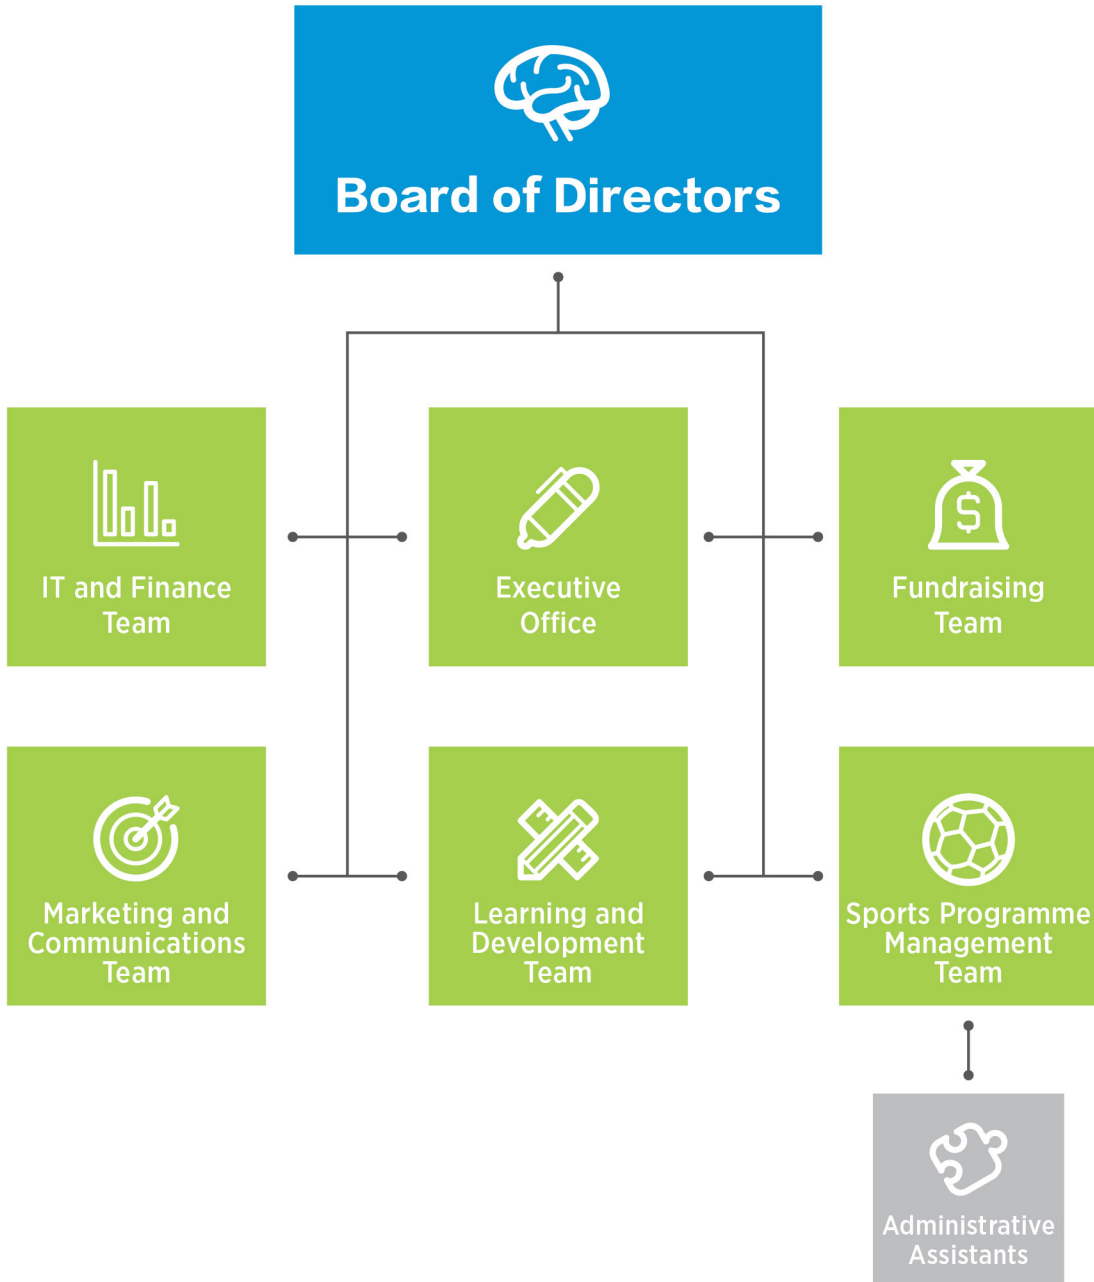 Board of Directors
IT and Finance
Team
Executive
Office
$
Fundraising
Team
Marketing and
Communications
Team
Learning and
Development
Team
Sports Programme
Management
Team
Administrative
Assistants